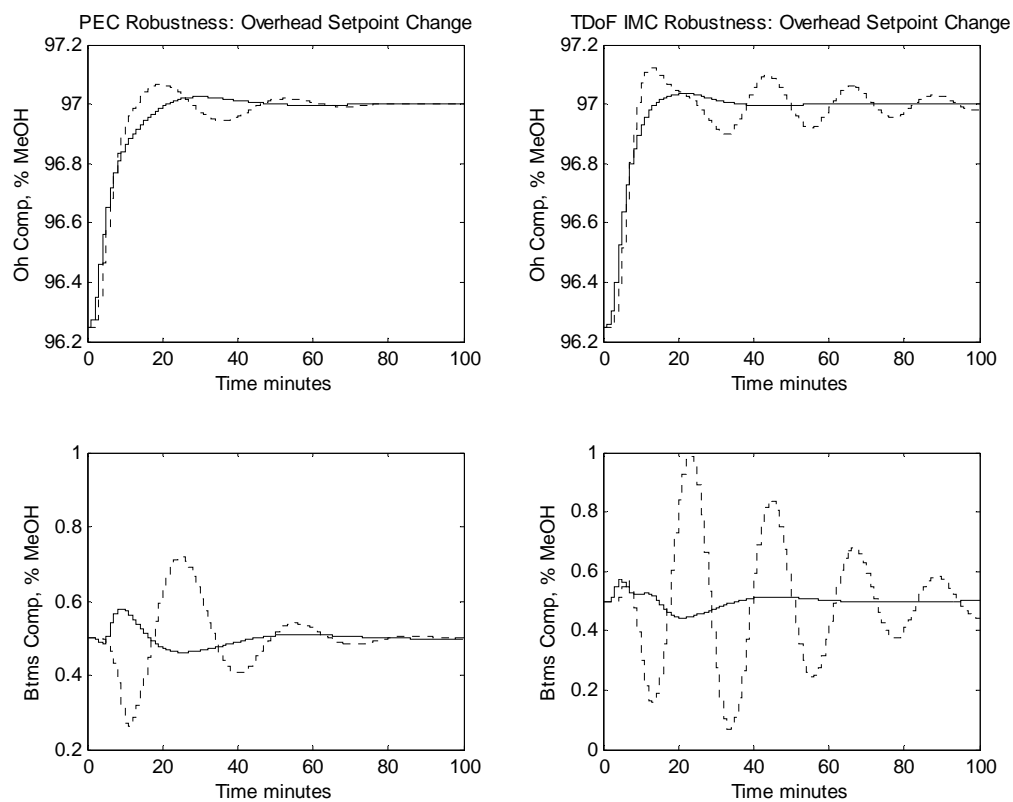 PEC Robustness: Overhead Setpoint Change
97.2
97
96.8
96.6
96.4
96.2
Oh Comp, % MeOH
0 20 40 60 80 100
Time minutes
TDoF IMC Robustness: Overhead Setpoint Change
97.2
97
96.8
96.6
96.4
96.2
Oh Comp, % MeOH
0 20 40 60 80 100
Time minutes
1
0.8
0.6
0.4
0.2
Btms Comp, % MeOH
0 20 40 60 80 100
Time minutes
1
0.8
0.6
0.4
0.2
0
Btms Comp, % MeOH
0 20 40 60 80 100
Time minutes